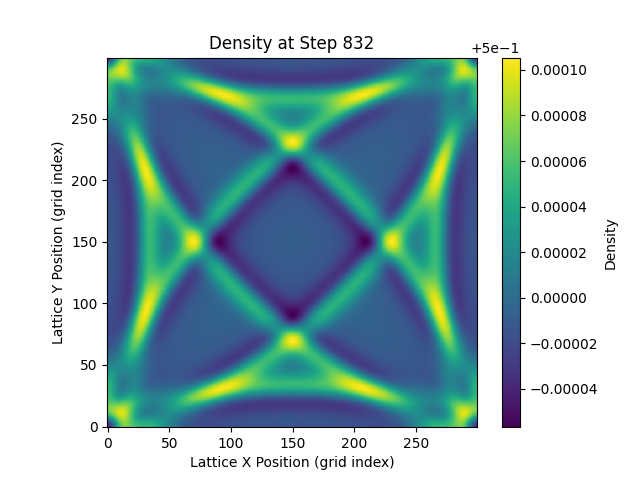 Density at Step 832
+5e−1
Lattice Y Position (grid index)
250
200
150
100
50
0
0 50 100 150 200 250
Lattice X Position (grid index)
0.00010
0.00008
0.00006
0.00004
0.00002
0.00000
−0.00002
−0.00004
Density